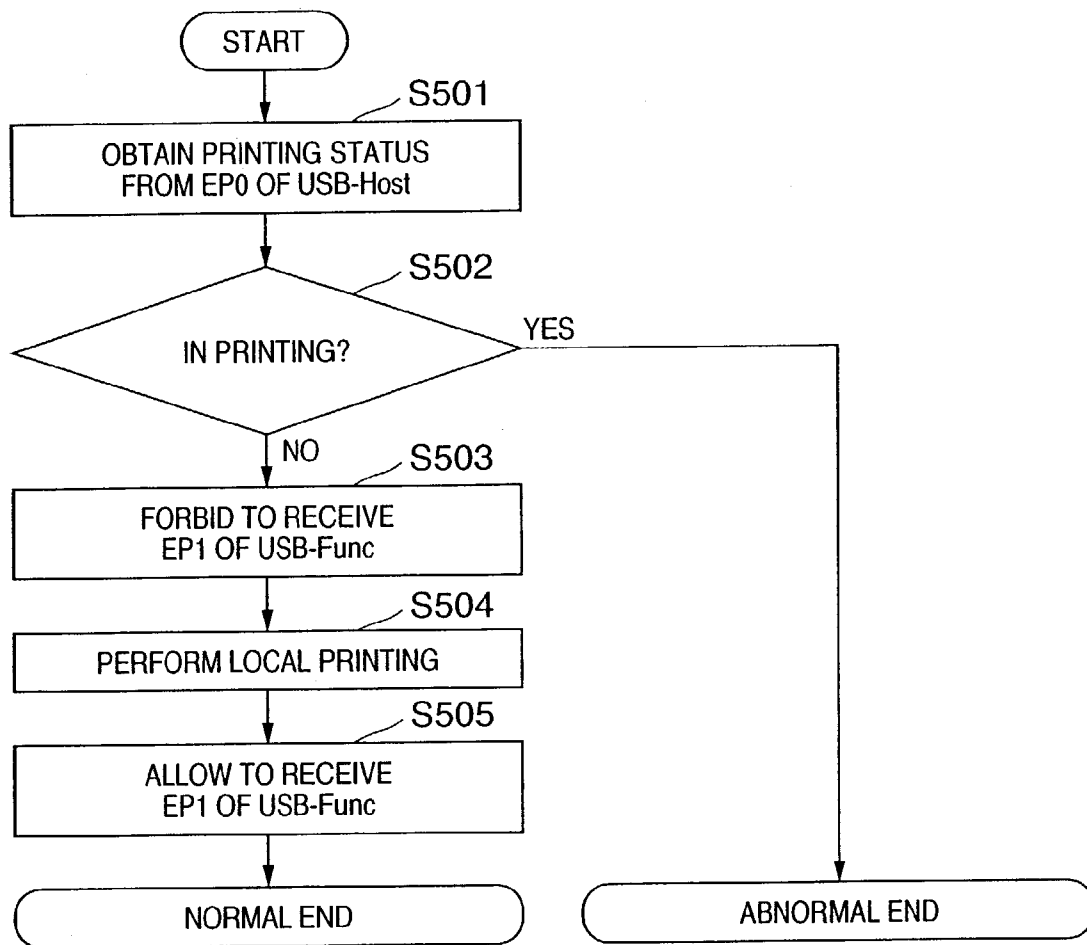 START
S501
OBTAIN PRINTING STATUS
FROM EP0 OF USB-Host
S502
IN PRINTING?
YES
NO
S503
FORBID TO RECEIVE
EP1 OF USB-Func
S504
PERFORM LOCAL PRINTING
S505
ALLOW TO RECEIVE
EP1 OF USB-Func
NORMAL END
ABNORMAL END